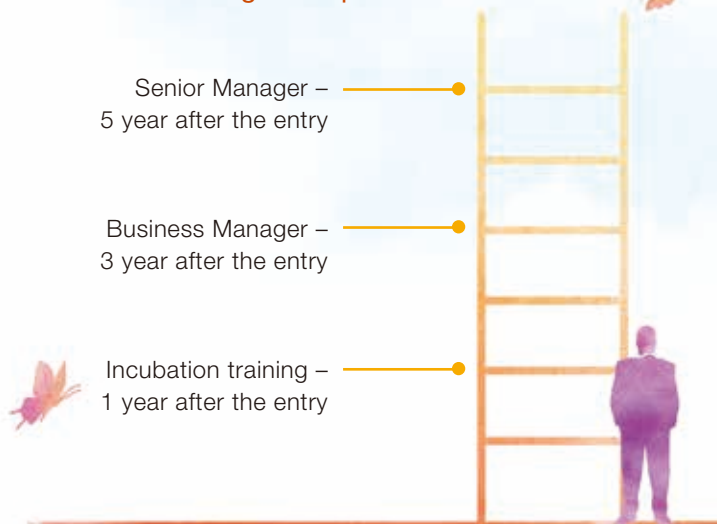 Senior Manager –
5 year after the entry
Business Manager –
3 year after the entry
Incubation training –
1 year after the entry